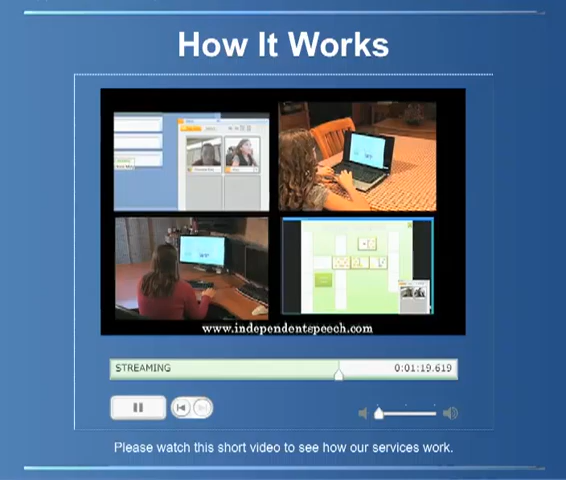 How It Works
www.independentspeech.com
STREAMING
0:01:19.619
Please watch this short video to see how our services work.